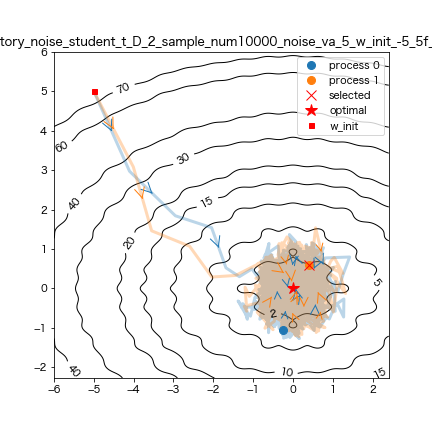 tory_noise_student_t_D_2_sample_num10000_noise_va_5_w_init_-5_5f_
process 0
process 1
selected
optimal
w_init
6
5
4
3
2
1
0
−1
−2
−6 −5 −4 −3 −2 −1 0 1 2
70
60
30
40
15
20
5
2
10
40
15